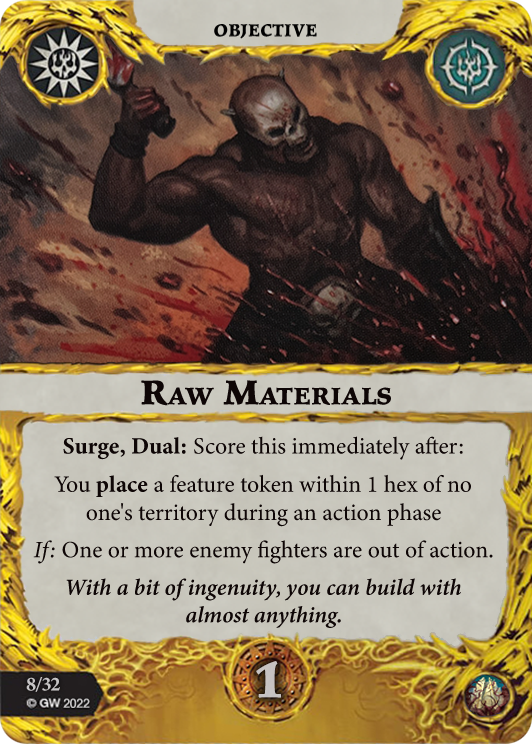 OBJECTIVE
RAW MATERIALS
Surge, Dual: Score this immediately after:
You place a feature token within 1 hex of no
one's territory during an action phase
If: One or more enemy fighters are out of action.
With a bit of ingenuity, you can build with
almost anything.
1
8/32
© GW 2022